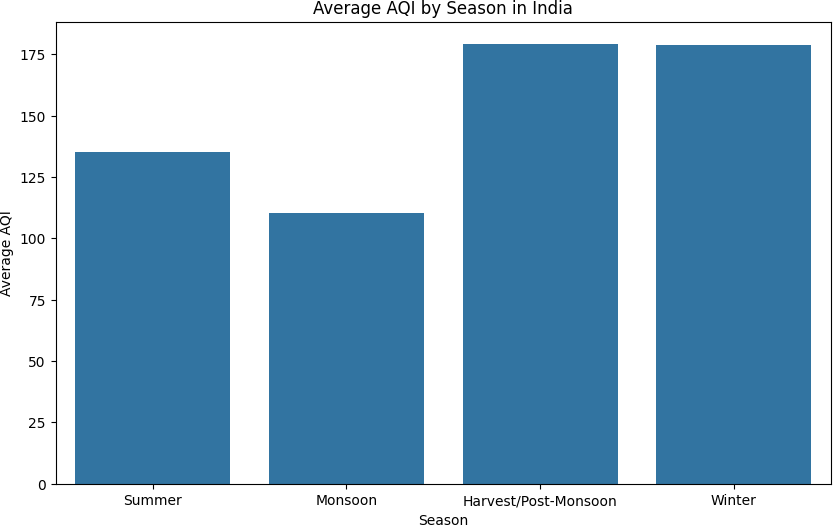 Average AQI by Season in India
Average AQI
175
150
125
100
75
50
25
0
Summer
Monsoon
Harvest/Post-Monsoon
Winter
Season